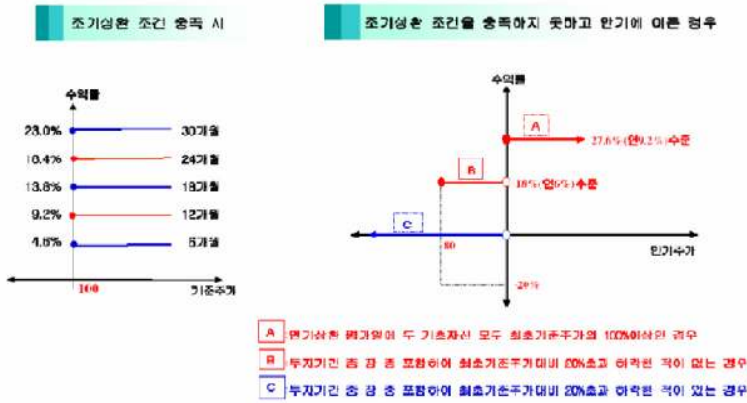 조기상환 조건 충족 시
조기상환 조건을 충족하지 못하고 만기에 이른 경우
수익률
23.0% 30개월
18.4% 24개월
13.8% 18개월
9.2% 12개월
4.6% 6개월
100
기준주가
수익률
A
27.6%(연9.2%)수준
B
18%(연6%)수준
C
80
만기주가
-20%
A 만기상환 평가일에 두 기초자산 모두 최초기준주가의 100%이상인 경우
B 투자기간 중 장 중 포함하여 최초기준주가대비 20%초과 하락한 적이 없는 경우
C 투자기간 중 장 중 포함하여 최초기준주가대비 20%초과 하락한 적이 있는 경우